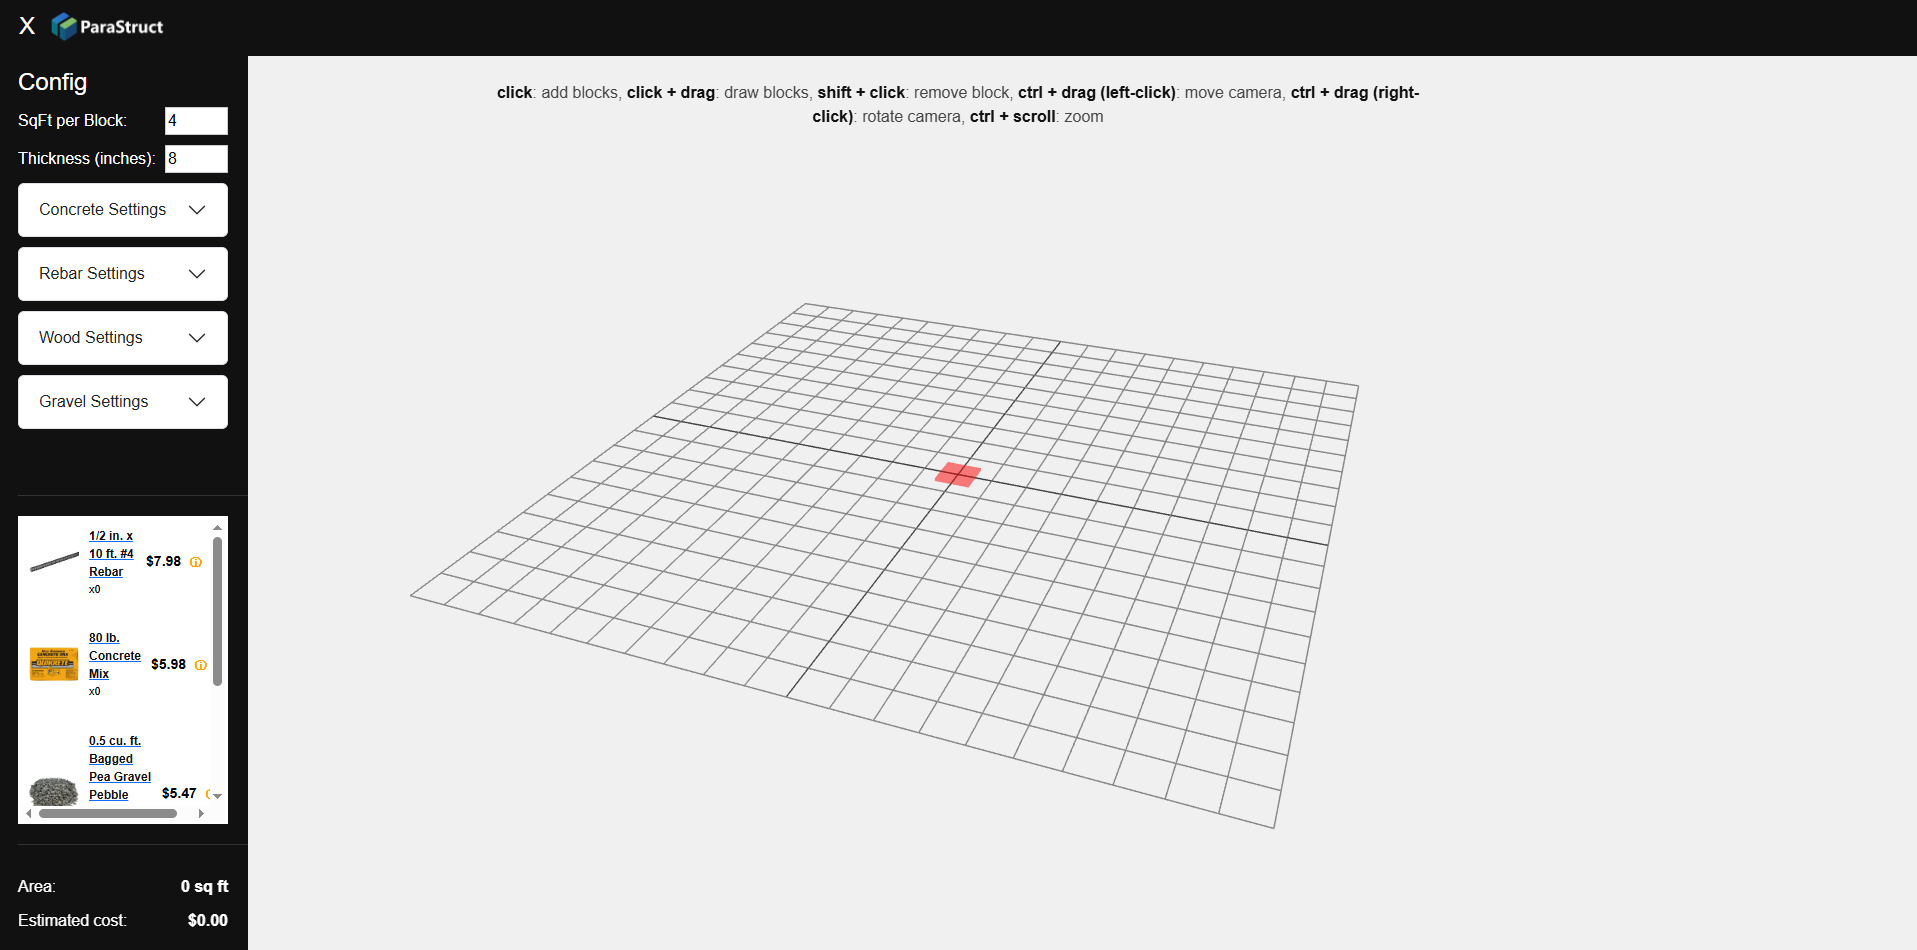 X ParaStruct
click: add blocks, click + drag: draw blocks, shift + click: remove block, ctrl + drag (left-click): move camera, ctrl + drag (right-
click): rotate camera, ctrl + scroll: zoom
Config
SqFt per Block: 4
Thickness (inches): 8
Concrete Settings
Rebar Settings
Wood Settings
Gravel Settings
1/2 in. x
10 ft. #4
Rebar
x0
$7.98
80 lb.
Concrete
Mix
x0
$5.98
0.5 cu. ft.
Bagged
Pea Gravel
Pebble
$5.47
Area: 0 sq ft
Estimated cost: $0.00